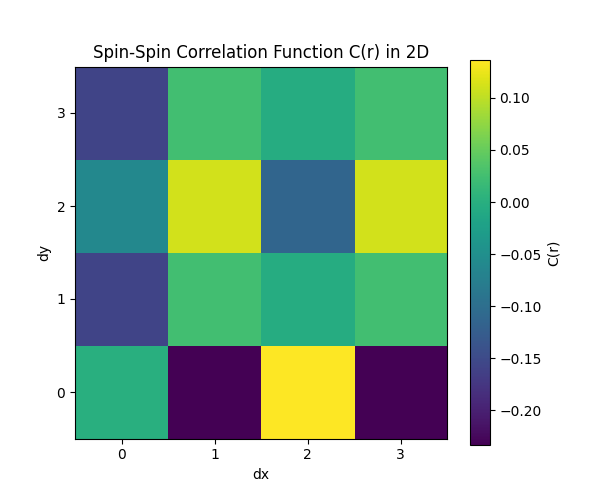 Spin-Spin Correlation Function C(r) in 2D
3
2
1
0
dy
0 1 2 3
dx
0.10
0.05
0.00
−0.05
−0.10
−0.15
−0.20
C(r)